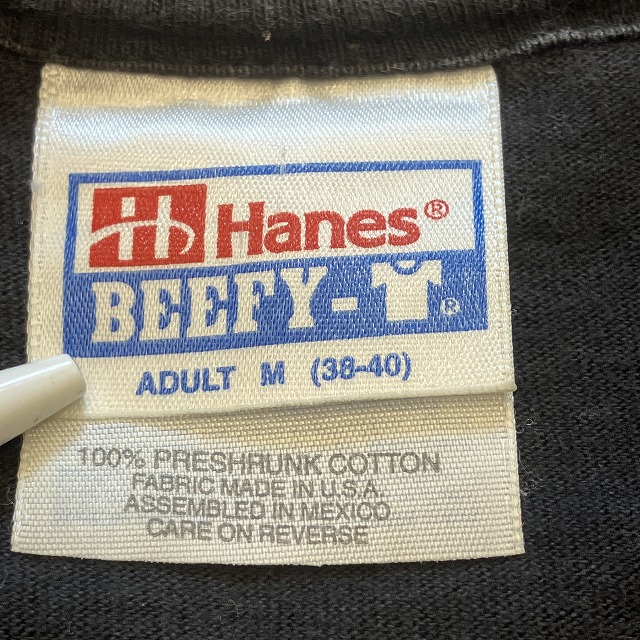 Hanes®
BEEFY-®
ADULT M (38-40)
100% PRESHRUNK COTTON
FABRIC MADE IN U.S.A.
ASSEMBLED IN MEXICO
CARE ON REVERSE